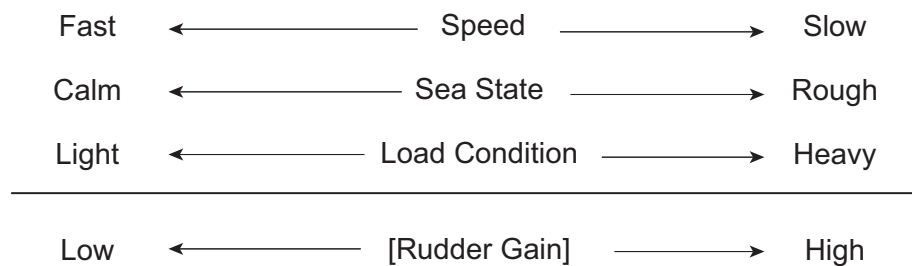 Fast Speed Slow
Calm Sea State Rough
Light Load Condition Heavy
Low [Rudder Gain] High